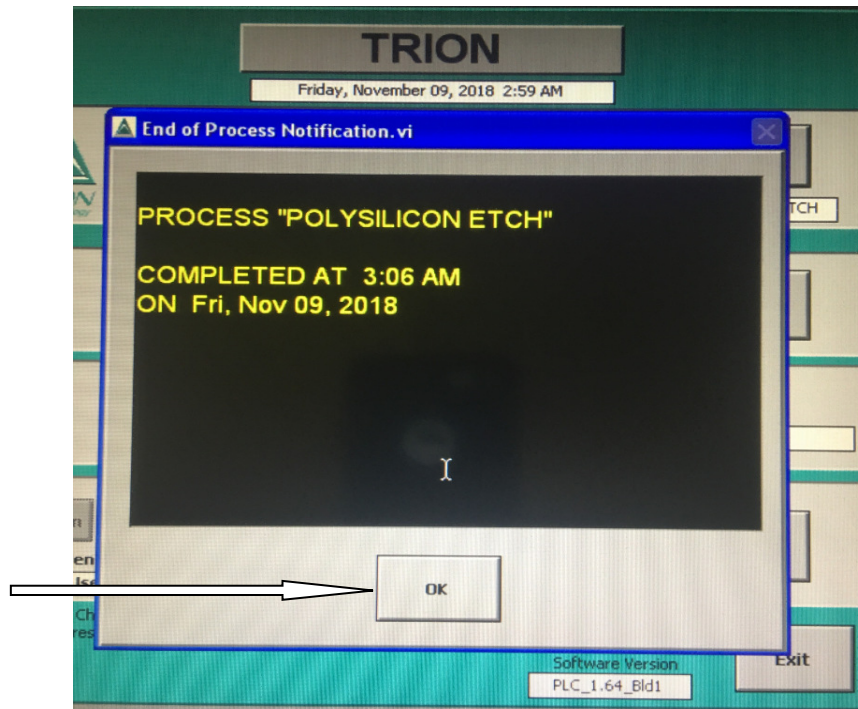 TRION
Friday, November 09, 2018 2:59 AM
End of Process Notification.vi
PROCESS "POLYSILICON ETCH"
COMPLETED AT 3:06 AM
ON Fri, Nov 09, 2018
OK
Software Version
PLC_1.64_Bld1
Exit